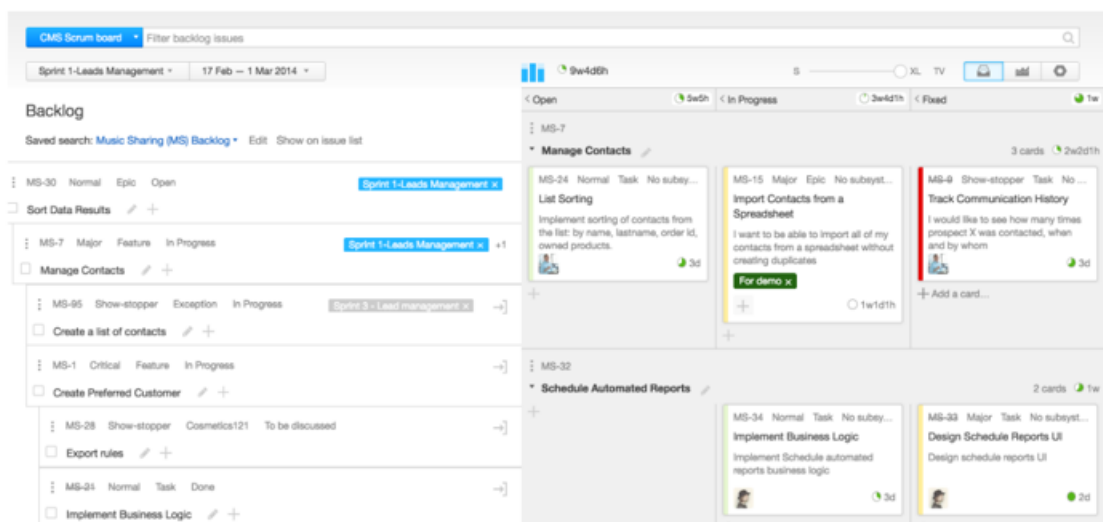 CMS Scrum board
Filter backlog issues
Sprint 1-Leads Management
17 Feb — 1 Mar 2014
9w4d6h
S
XL
TV
Backlog
Saved search: Music Sharing (MS) Backlog Edit Show on issue list
MS-30 Normal Epic Open
Sprint 1-Leads Management ×
Sort Data Results
MS-7 Major Feature In Progress
Sprint 1-Leads Management × +1
Manage Contacts
MS-95 Show-stopper Exception In Progress
Sprint 3 - Lead management ×
Create a list of contacts
MS-1 Critical Feature In Progress
Create Preferred Customer
MS-28 Show-stopper Cosmetics121 To be discussed
Export rules
MS-21 Normal Task Done
Implement Business Logic
Open 5w5h
In Progress 3w4d1h
Fixed 1w
MS-7
Manage Contacts
3 cards 2w2d1h
MS-24 Normal Task No subsy...
List Sorting
Implement sorting of contacts from
the list: by name, lastname, order id,
owned products.
3d
MS-15 Major Epic No subsyst...
Import Contacts from a
Spreadsheet
I want to be able to import all of my
contacts from a spreadsheet without
creating duplicates
For demo ×
1w1d1h
MS-9 Show-stopper Task No ...
Track Communication History
I would like to see how many times
prospect X was contacted, when
and by whom
3d
+ Add a card...
MS-32
Schedule Automated Reports
2 cards 1w
MS-34 Normal Task No subsy...
Implement Business Logic
Implement Schedule automated
reports business logic
3d
MS-33 Major Task No subsyst...
Design Schedule Reports UI
Design schedule reports UI
2d